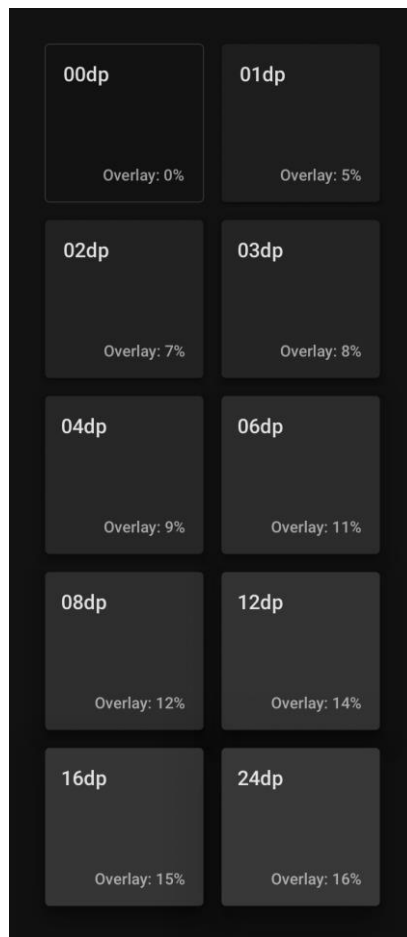 00dp
Overlay: 0%
01dp
Overlay: 5%
02dp
Overlay: 7%
03dp
Overlay: 8%
04dp
Overlay: 9%
06dp
Overlay: 11%
08dp
Overlay: 12%
12dp
Overlay: 14%
16dp
Overlay: 15%
24dp
Overlay: 16%